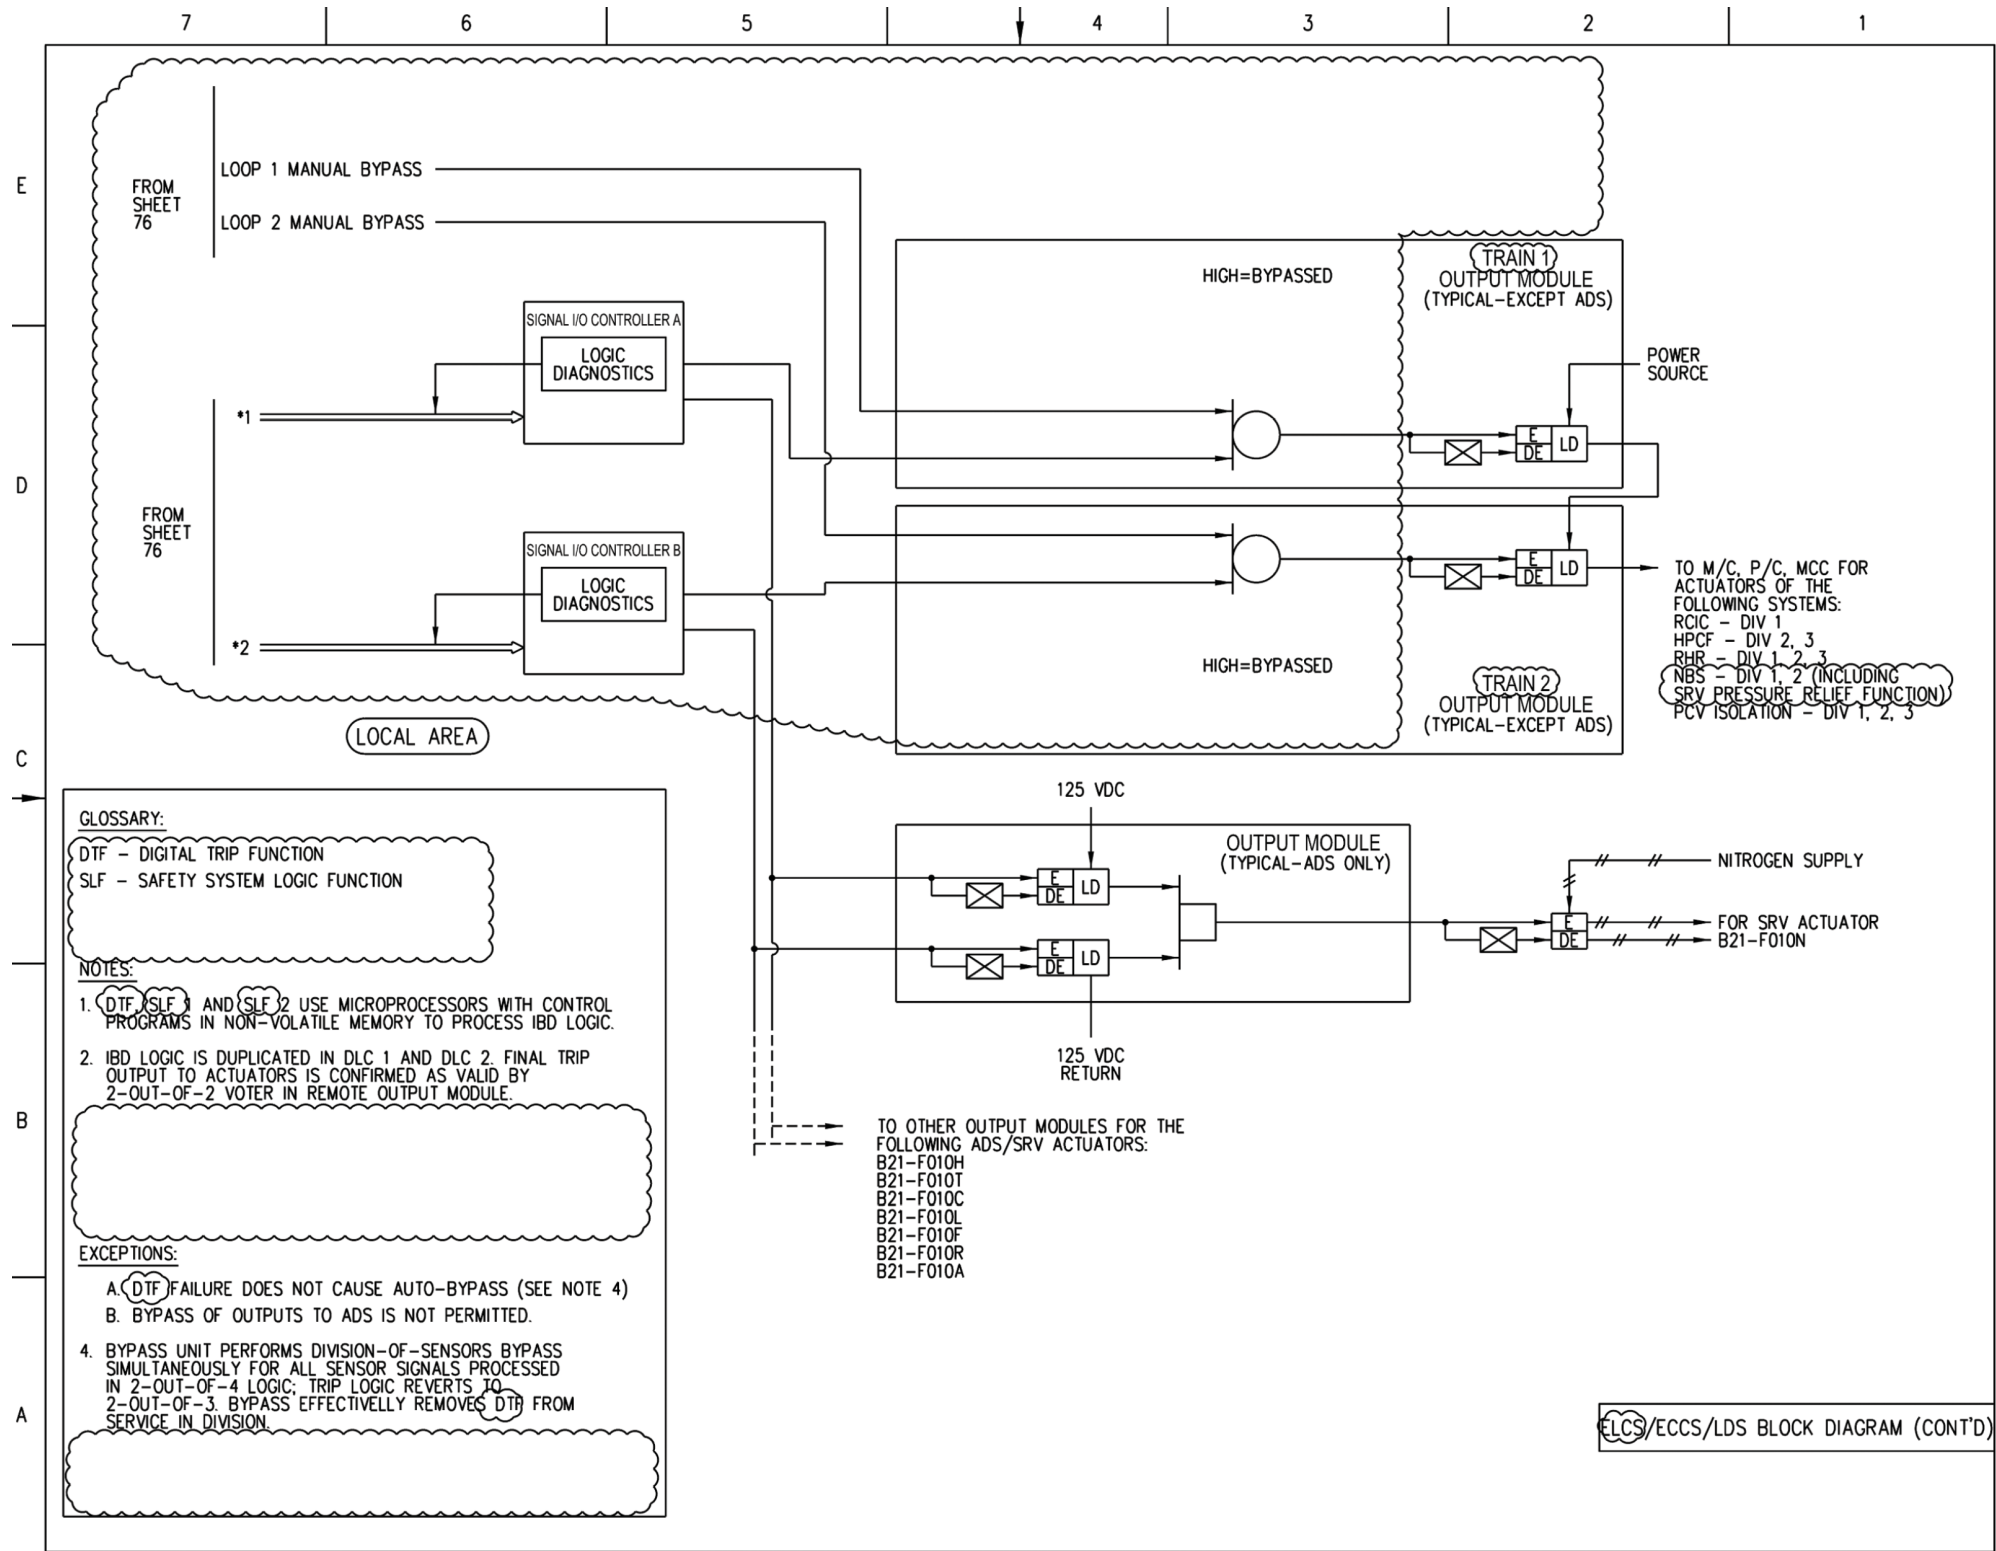 7 6 5 4 3 2 1
E
D
C
B
A
FROM
SHEET
76
LOOP 1 MANUAL BYPASS
LOOP 2 MANUAL BYPASS
HIGH=BYPASSED
TRAIN 1
OUTPUT MODULE
(TYPICAL-EXCEPT ADS)
SIGNAL I/O CONTROLLER A
LOGIC
DIAGNOSTICS
POWER
SOURCE
*1
E
DE
LD
FROM
SHEET
76
SIGNAL I/O CONTROLLER B
LOGIC
DIAGNOSTICS
*2
E
DE
LD
HIGH=BYPASSED
TRAIN 2
OUTPUT MODULE
(TYPICAL-EXCEPT ADS)
TO M/C, P/C, MCC FOR
ACTUATORS OF THE
FOLLOWING SYSTEMS:
RCIC - DIV 1
HPCF - DIV 2, 3
RHR - DIV 1, 2, 3
NBS - DIV 1, 2 (INCLUDING
SRV PRESSURE RELIEF FUNCTION)
PCV ISOLATION - DIV 1, 2, 3
LOCAL AREA
125 VDC
OUTPUT MODULE
(TYPICAL-ADS ONLY)
E
DE
LD
E
DE
LD
125 VDC
RETURN
NITROGEN SUPPLY
E
DE
FOR SRV ACTUATOR
B21-F010N
TO OTHER OUTPUT MODULES FOR THE
FOLLOWING ADS/SRV ACTUATORS:
B21-F010H
B21-F010T
B21-F010C
B21-F010L
B21-F010F
B21-F010R
B21-F010A
GLOSSARY:
DTF - DIGITAL TRIP FUNCTION
SLF - SAFETY SYSTEM LOGIC FUNCTION
NOTES:
1. DTF, SLF 1 AND SLF 2 USE MICROPROCESSORS WITH CONTROL
PROGRAMS IN NON-VOLATILE MEMORY TO PROCESS IBD LOGIC.
2. IBD LOGIC IS DUPLICATED IN DLC 1 AND DLC 2. FINAL TRIP
OUTPUT TO ACTUATORS IS CONFIRMED AS VALID BY
2-OUT-OF-2 VOTER IN REMOTE OUTPUT MODULE.
EXCEPTIONS:
A. DTF FAILURE DOES NOT CAUSE AUTO-BYPASS (SEE NOTE 4)
B. BYPASS OF OUTPUTS TO ADS IS NOT PERMITTED.
4. BYPASS UNIT PERFORMS DIVISION-OF-SENSORS BYPASS
SIMULTANEOUSLY FOR ALL SENSOR SIGNALS PROCESSED
IN 2-OUT-OF-4 LOGIC; TRIP LOGIC REVERTS TO
2-OUT-OF-3. BYPASS EFFECTIVELLY REMOVES DTF FROM
SERVICE IN DIVISION.
ELCS/ECCS/LDS BLOCK DIAGRAM (CONT'D)